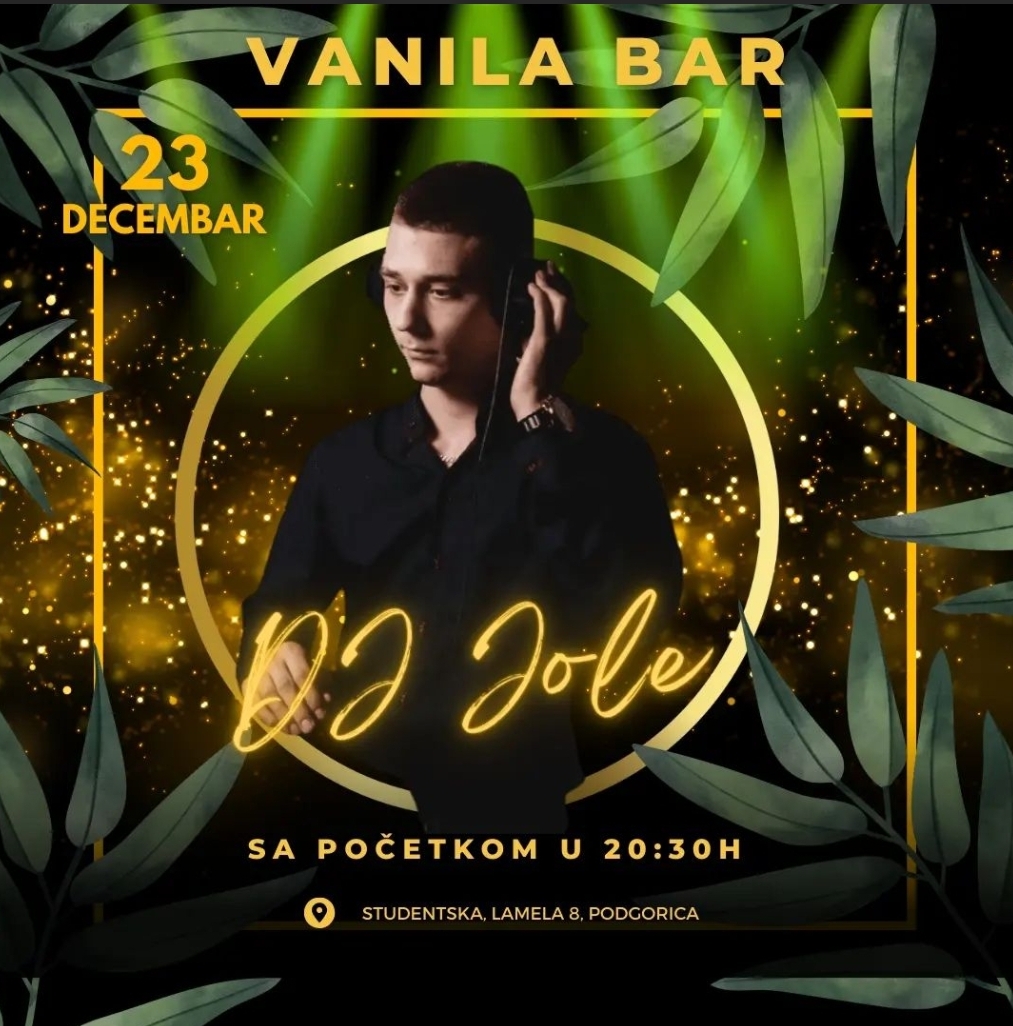 VANILA BAR
23
DECEMBAR
DJ Jole
SA POČETKOM U 20:30H
STUDENTSKA, LAMELA 8, PODGORICA